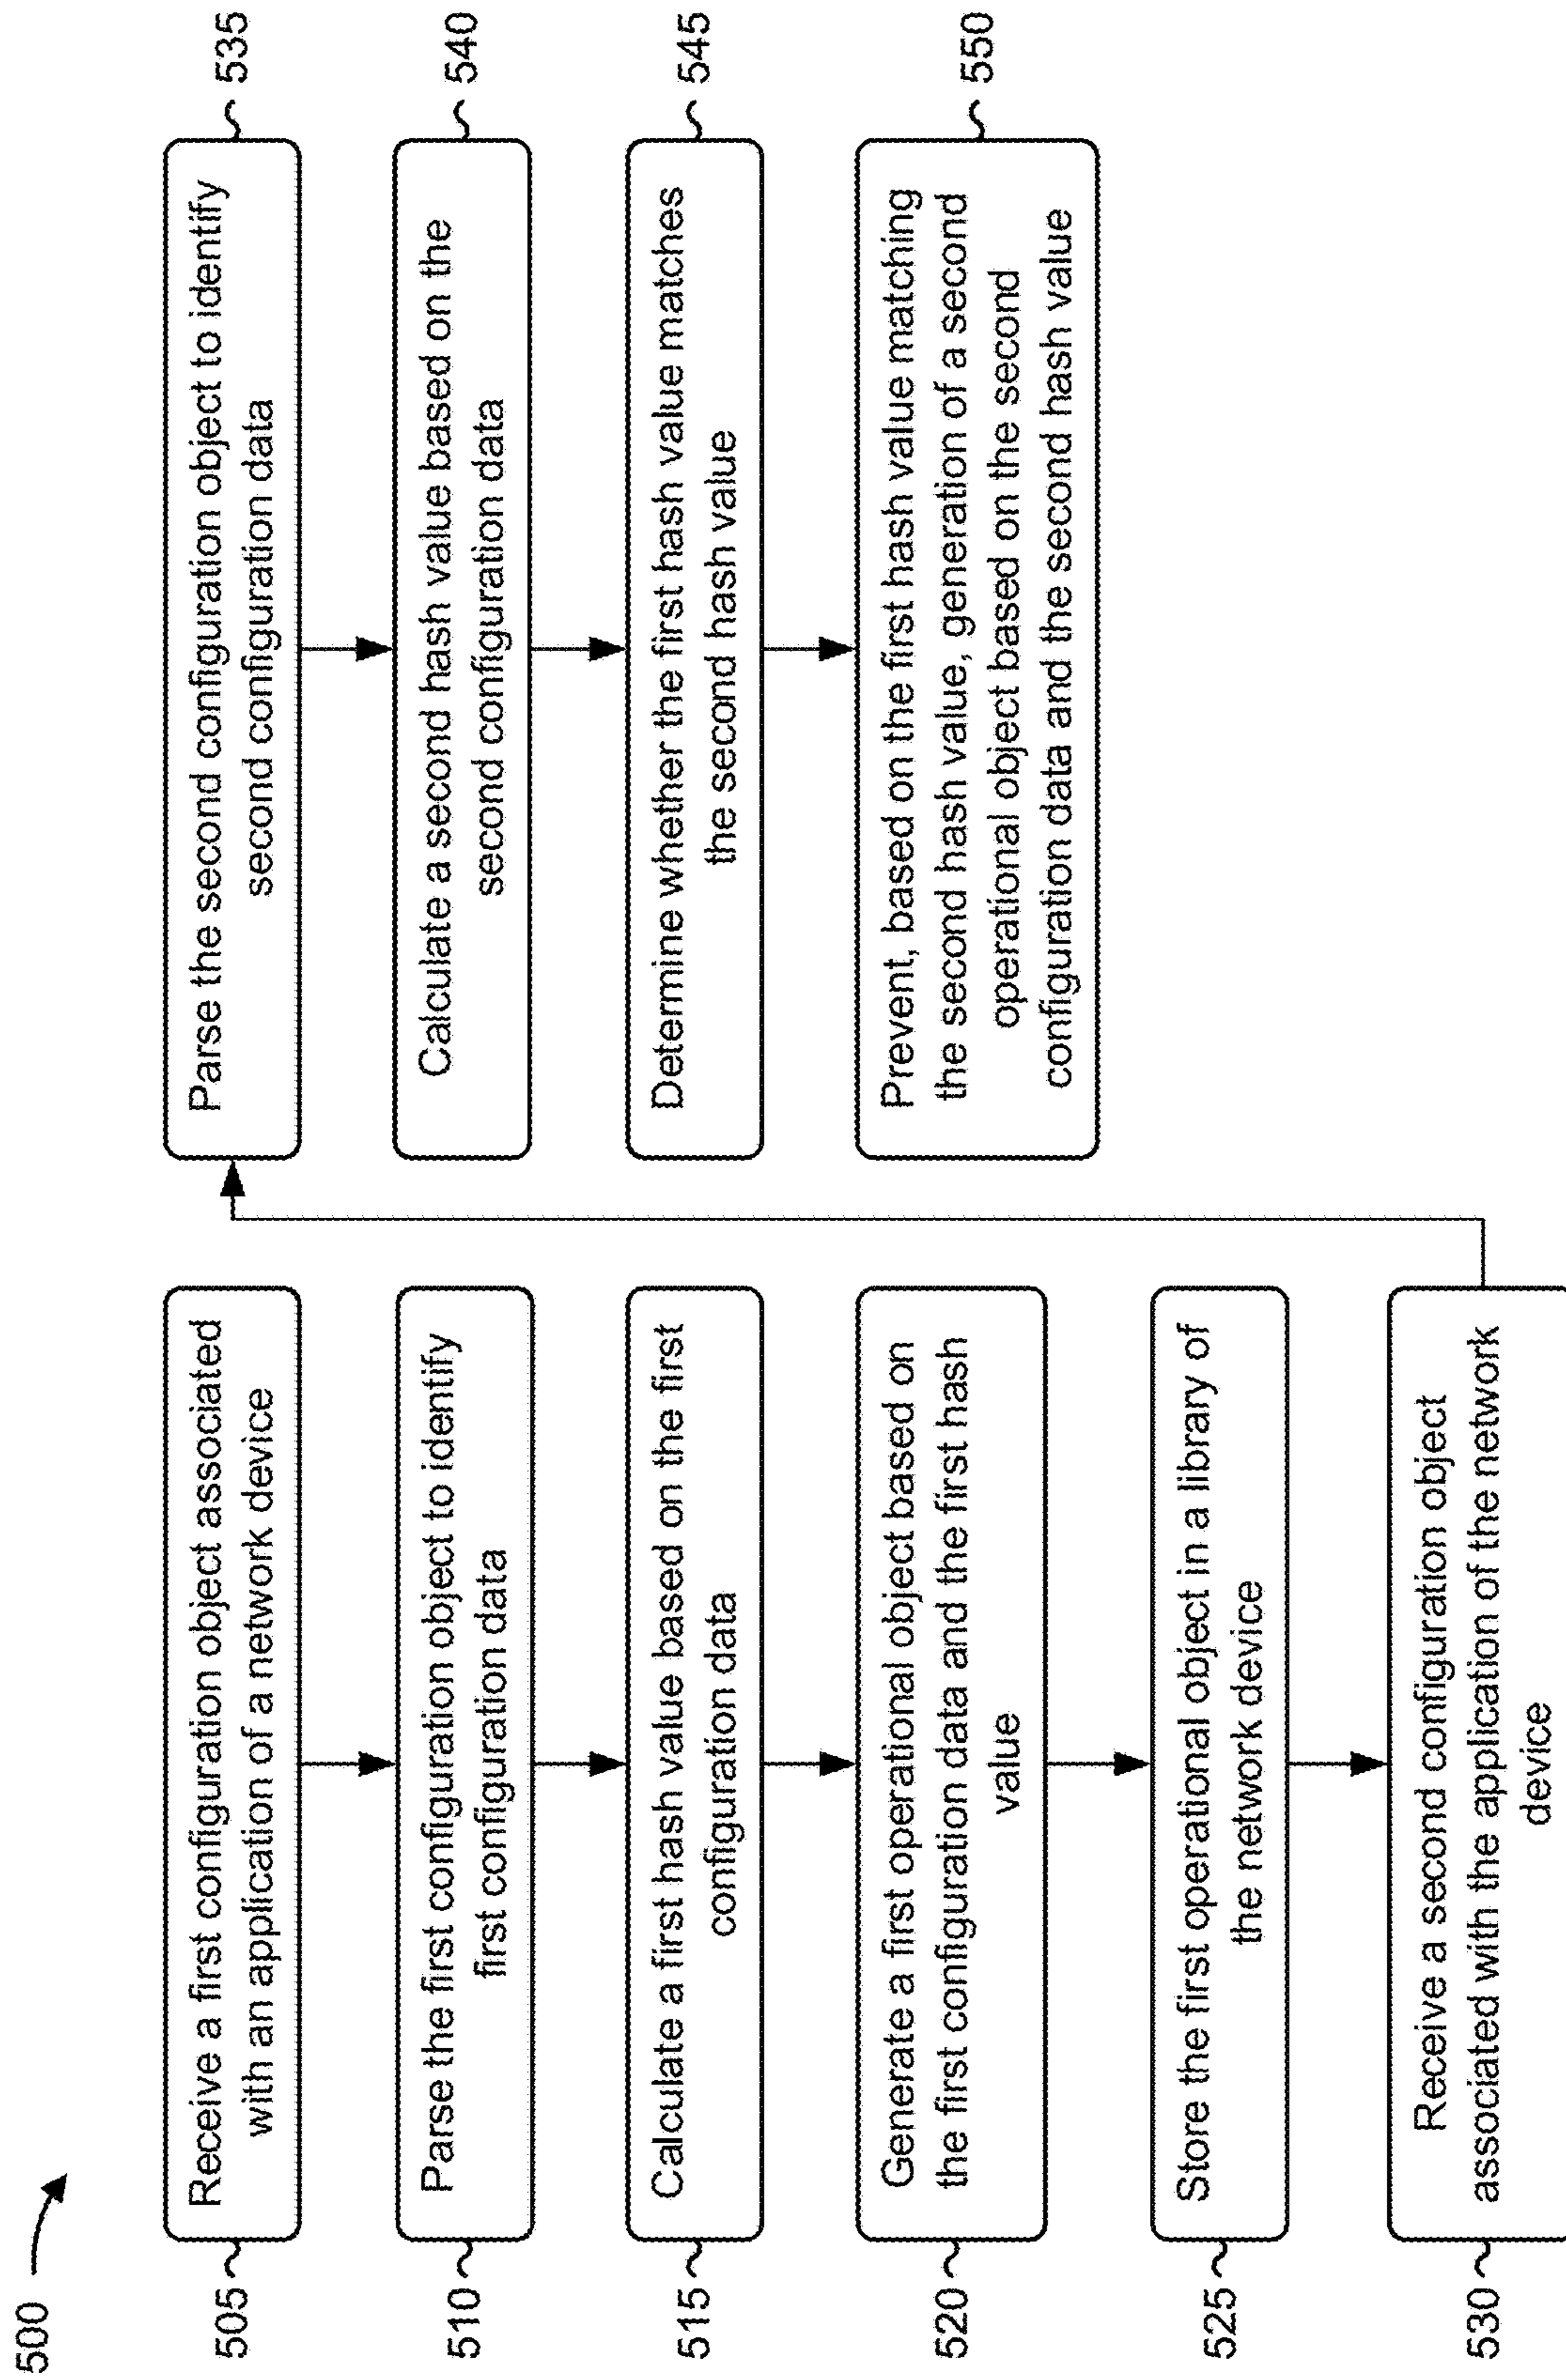 500
505
Receive a first configuration object associated
with an application of a network device
510
Parse the first configuration object to identify
first configuration data
515
Calculate a first hash value based on the first
configuration data
520
Generate a first operational object based on
the first configuration data and the first hash
value
525
Store the first operational object in a library of
the network device
530
Receive a second configuration object
associated with the application of the network
device
535
Parse the second configuration object to identify
second configuration data
540
Calculate a second hash value based on the
second configuration data
545
Determine whether the first hash value matches
the second hash value
550
Prevent, based on the first hash value matching
the second hash value, generation of a second
operational object based on the second
configuration data and the second hash value